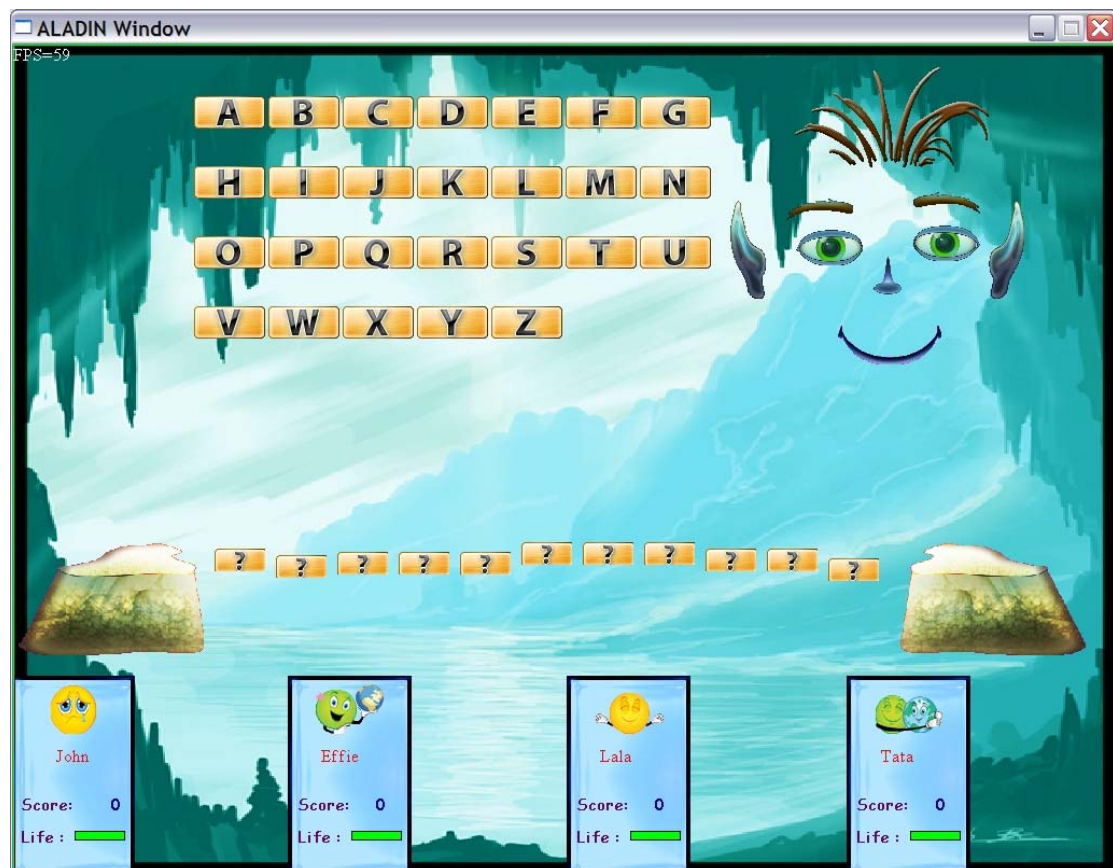 ALADIN Window
FPS=59
A B C D E F G
H I J K L M N
O P Q R S T U
V W X Y Z
? ? ? ? ? ? ? ? ? ? ?
John Effie Lala Tata
Score: 0 Score: 0 Score: 0 Score: 0
Life : Life : Life : Life :